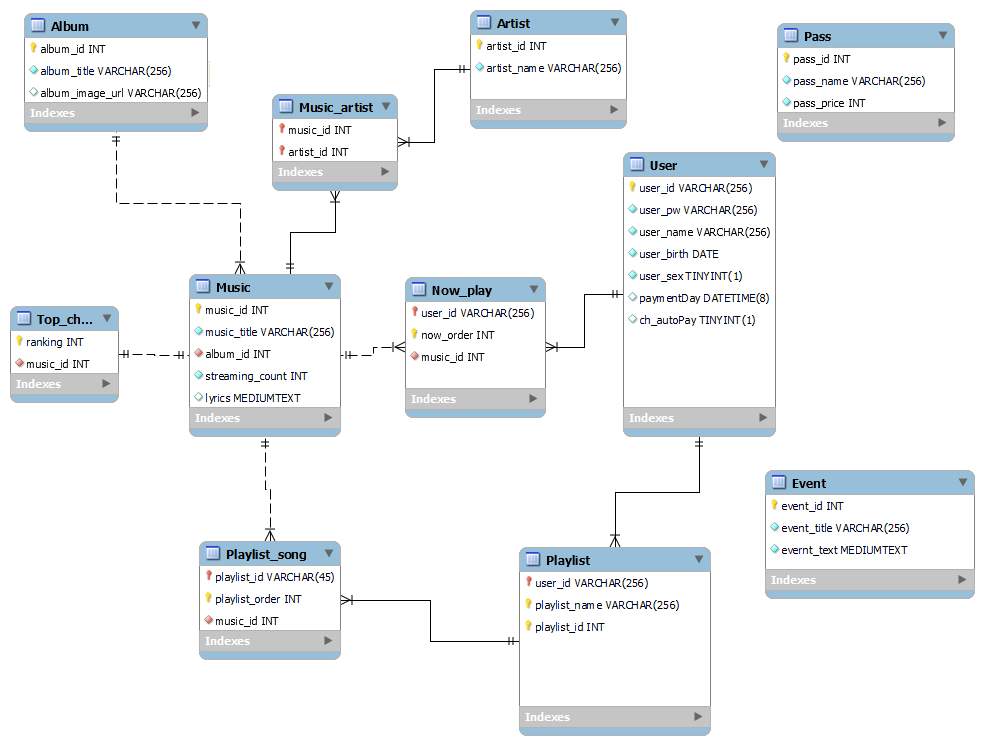 Album
album_id INT
album_title VARCHAR(256)
album_image_url VARCHAR(256)
Indexes
Artist
artist_id INT
artist_name VARCHAR(256)
Indexes
Pass
pass_id INT
pass_name VARCHAR(256)
pass_price INT
Indexes
Music_artist
music_id INT
artist_id INT
Indexes
User
user_id VARCHAR(256)
user_pw VARCHAR(256)
user_name VARCHAR(256)
user_birth DATE
user_sex TINYINT(1)
paymentDay DATETIME(8)
ch_autoPay TINYINT(1)
Indexes
Music
music_id INT
music_title VARCHAR(256)
album_id INT
streaming_count INT
lyrics MEDIUMTEXT
Indexes
Now_play
user_id VARCHAR(256)
now_order INT
music_id INT
Indexes
Top_ch...
ranking INT
music_id INT
Indexes
Event
event_id INT
event_title VARCHAR(256)
evernt_text MEDIUMTEXT
Indexes
Playlist_song
playlist_id VARCHAR(45)
playlist_order INT
music_id INT
Indexes
Playlist
user_id VARCHAR(256)
playlist_name VARCHAR(256)
playlist_id INT
Indexes